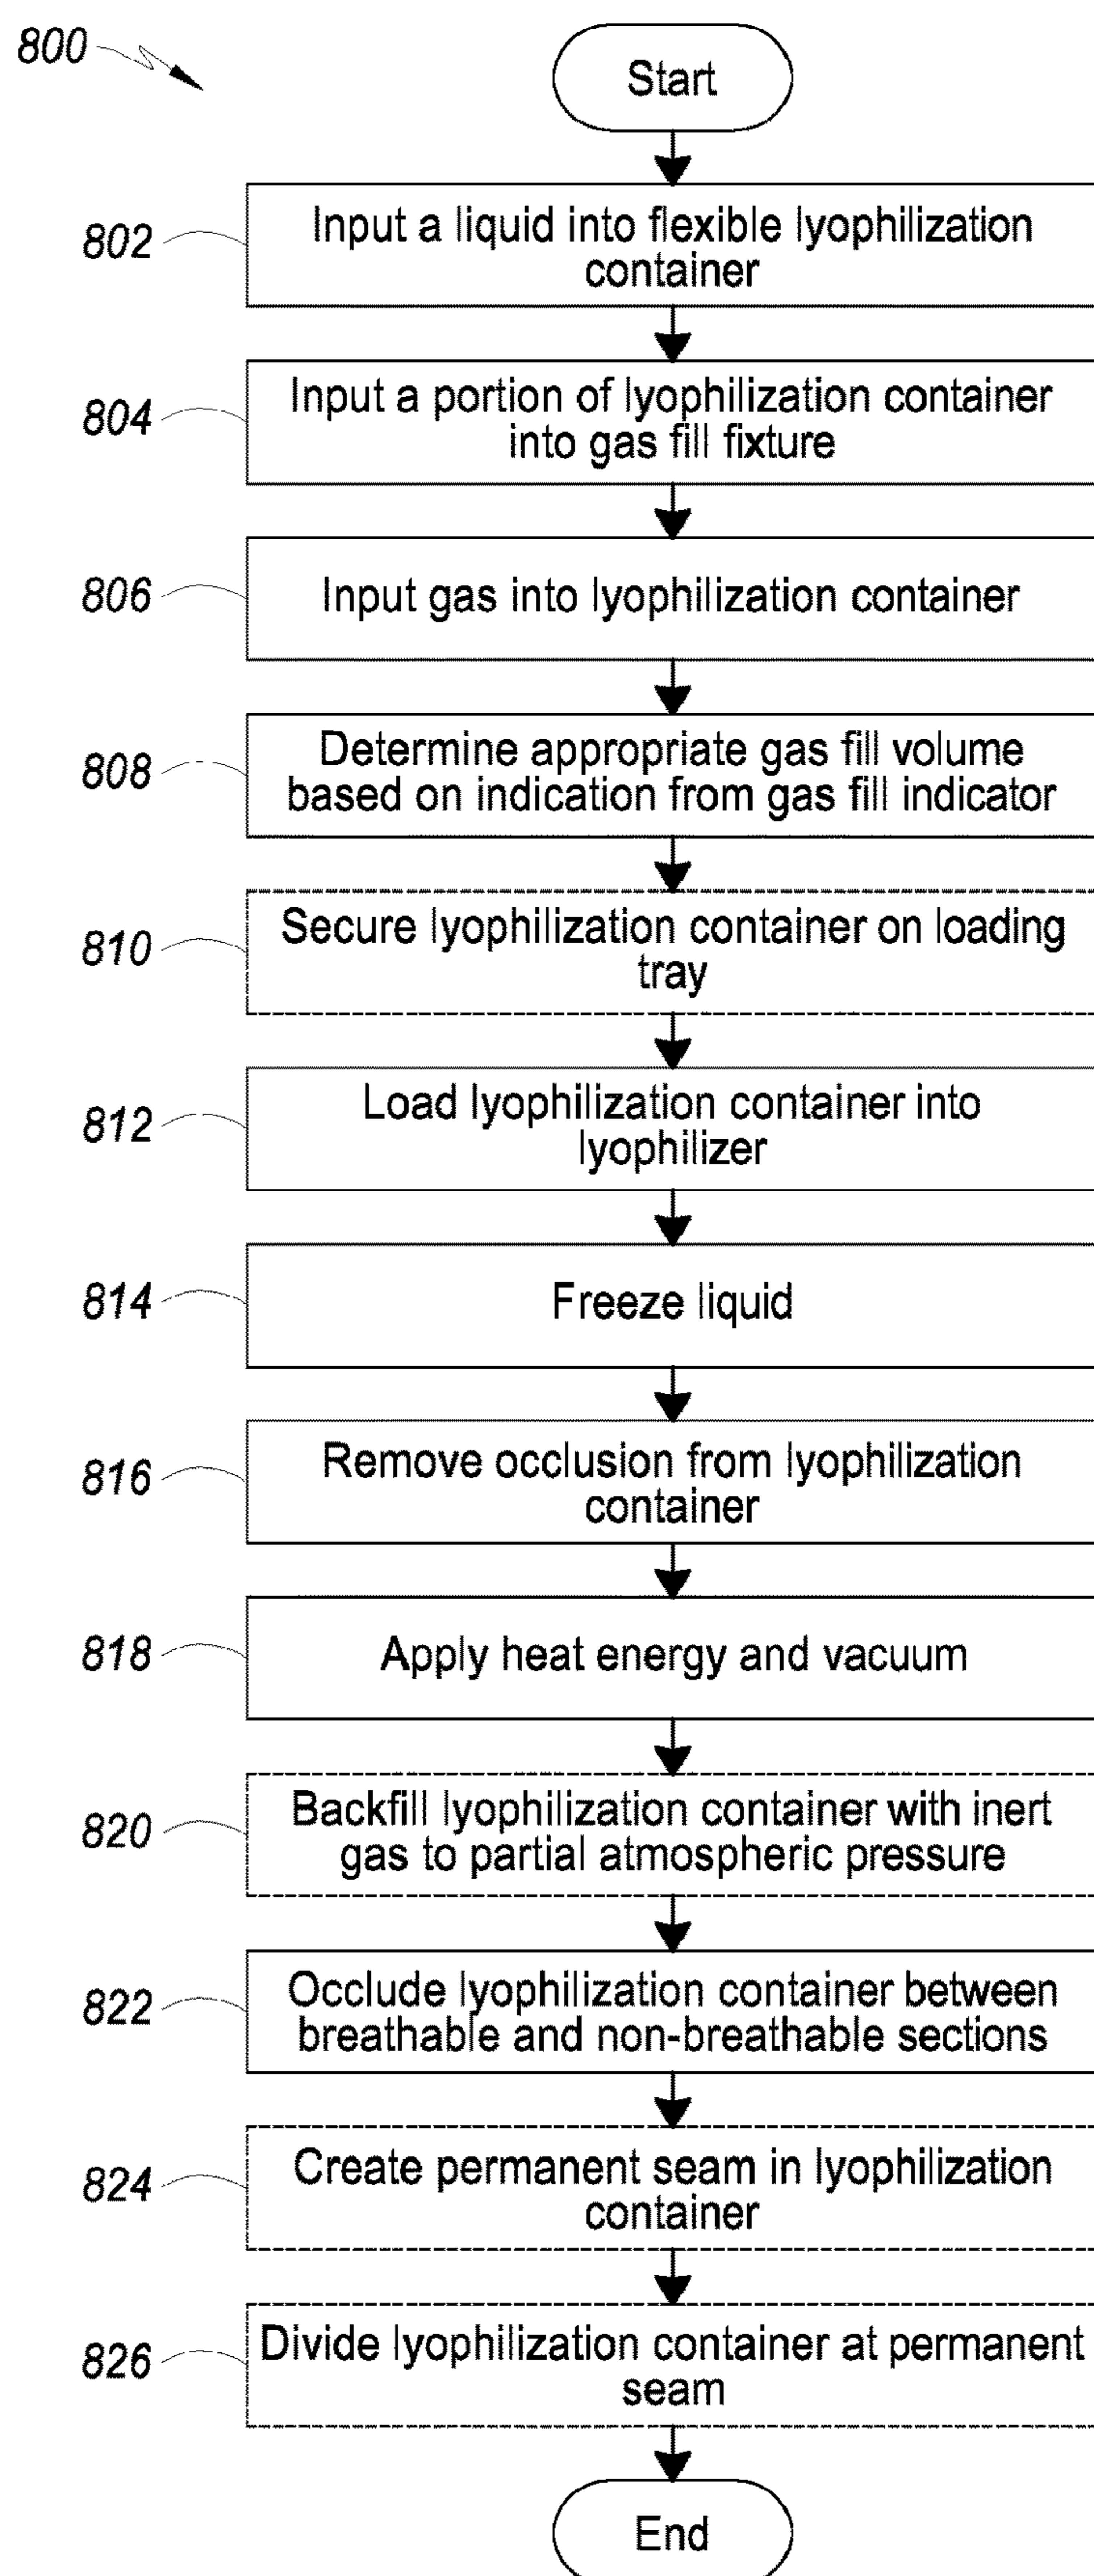 800
Start
802
Input a liquid into flexible lyophilization
container
804
Input a portion of lyophilization container
into gas fill fixture
806
Input gas into lyophilization container
808
Determine appropriate gas fill volume
based on indication from gas fill indicator
810
Secure lyophilization container on loading
tray
812
Load lyophilization container into
lyophilizer
814
Freeze liquid
816
Remove occlusion from lyophilization
container
818
Apply heat energy and vacuum
820
Backfill lyophilization container with inert
gas to partial atmospheric pressure
822
Occlude lyophilization container between
breathable and non-breathable sections
824
Create permanent seam in lyophilization
container
826
Divide lyophilization container at permanent
seam
End